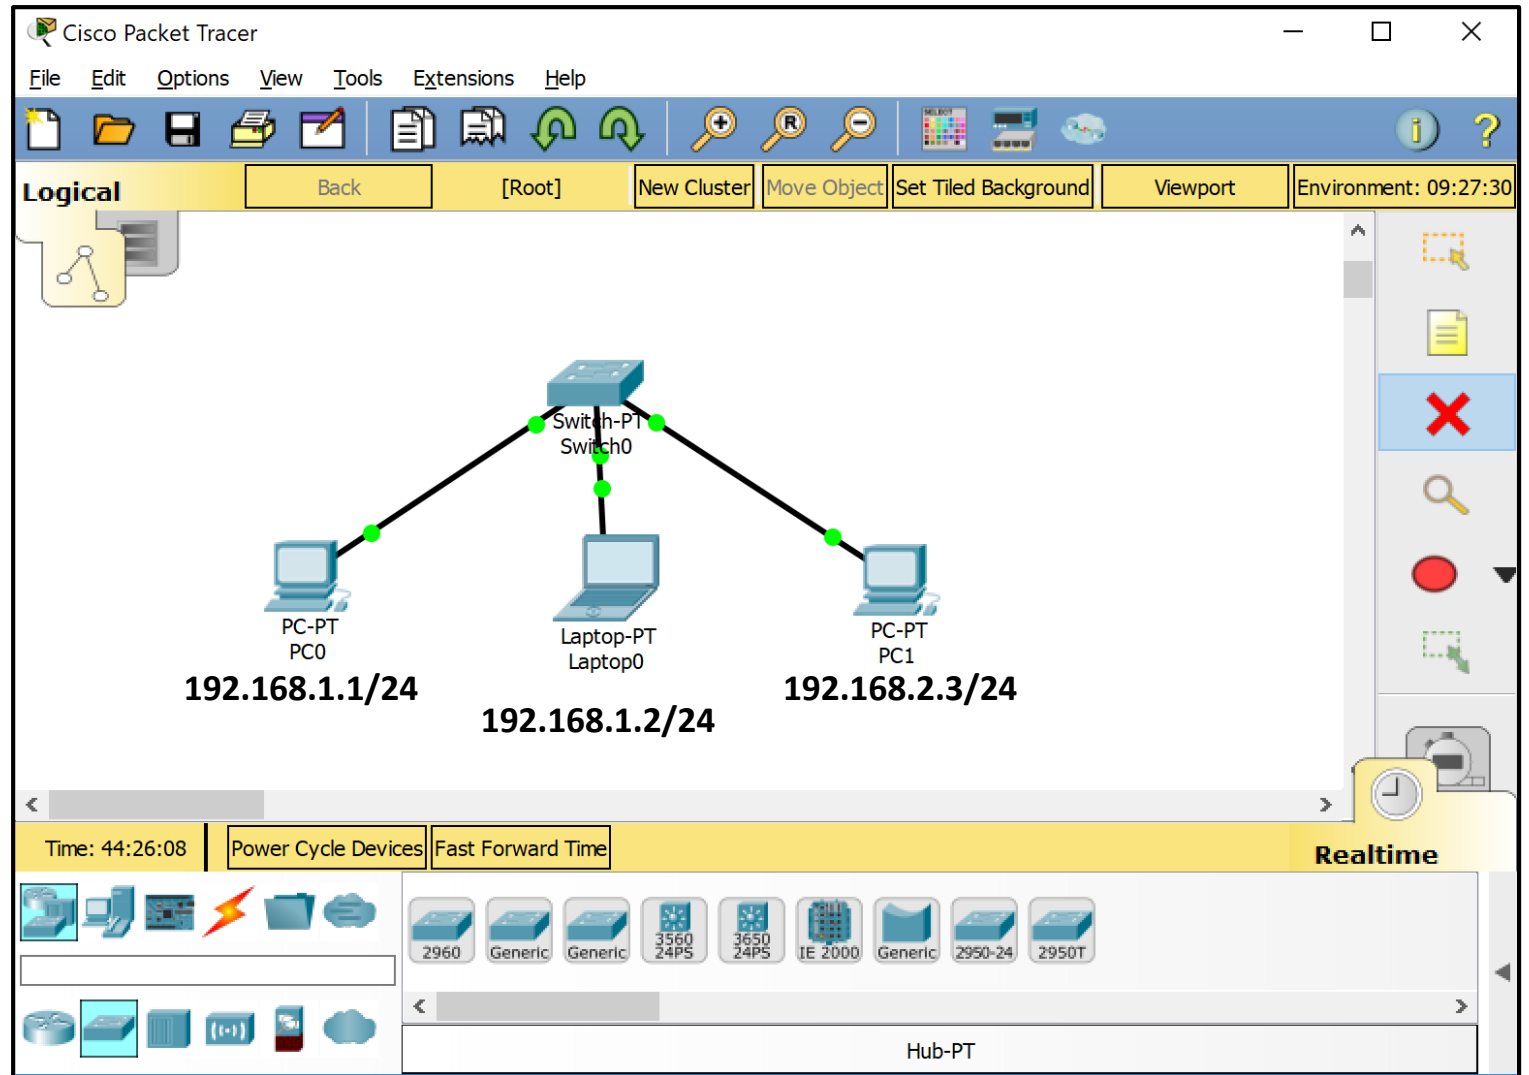 Cisco Packet Tracer
File Edit Options View Tools Extensions Help
SELECT
R
i ?
Logical Back [Root] New Cluster Move Object Set Tiled Background Viewport Environment: 09:27:30
Switch-PT
Switch0
PC-PT
PC0
192.168.1.1/24
Laptop-PT
Laptop0
192.168.1.2/24
PC-PT
PC1
192.168.2.3/24
Time: 44:26:08 Power Cycle Devices Fast Forward Time Realtime
2960 Generic Generic 3560 24PS 3650 24PS IE 2000 Generic 2950-24 2950T
Hub-PT